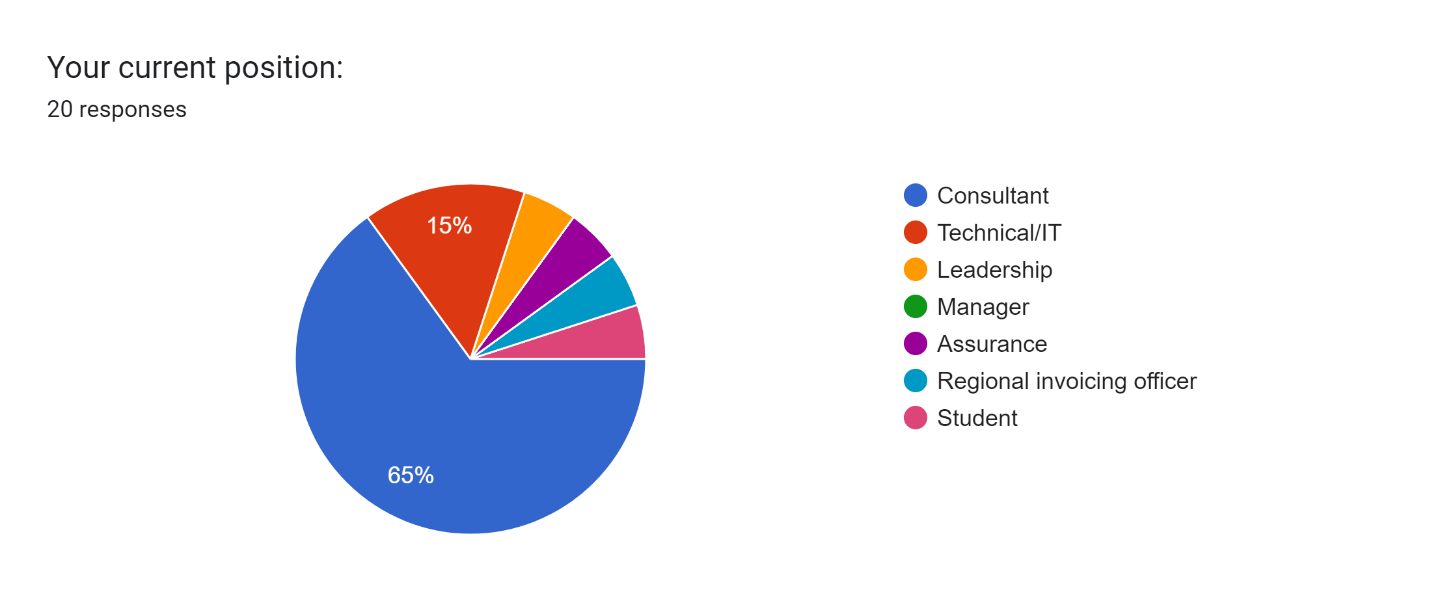 Your current position:
20 responses
15%
65%
Consultant
Technical/IT
Leadership
Manager
Assurance
Regional invoicing officer
Student